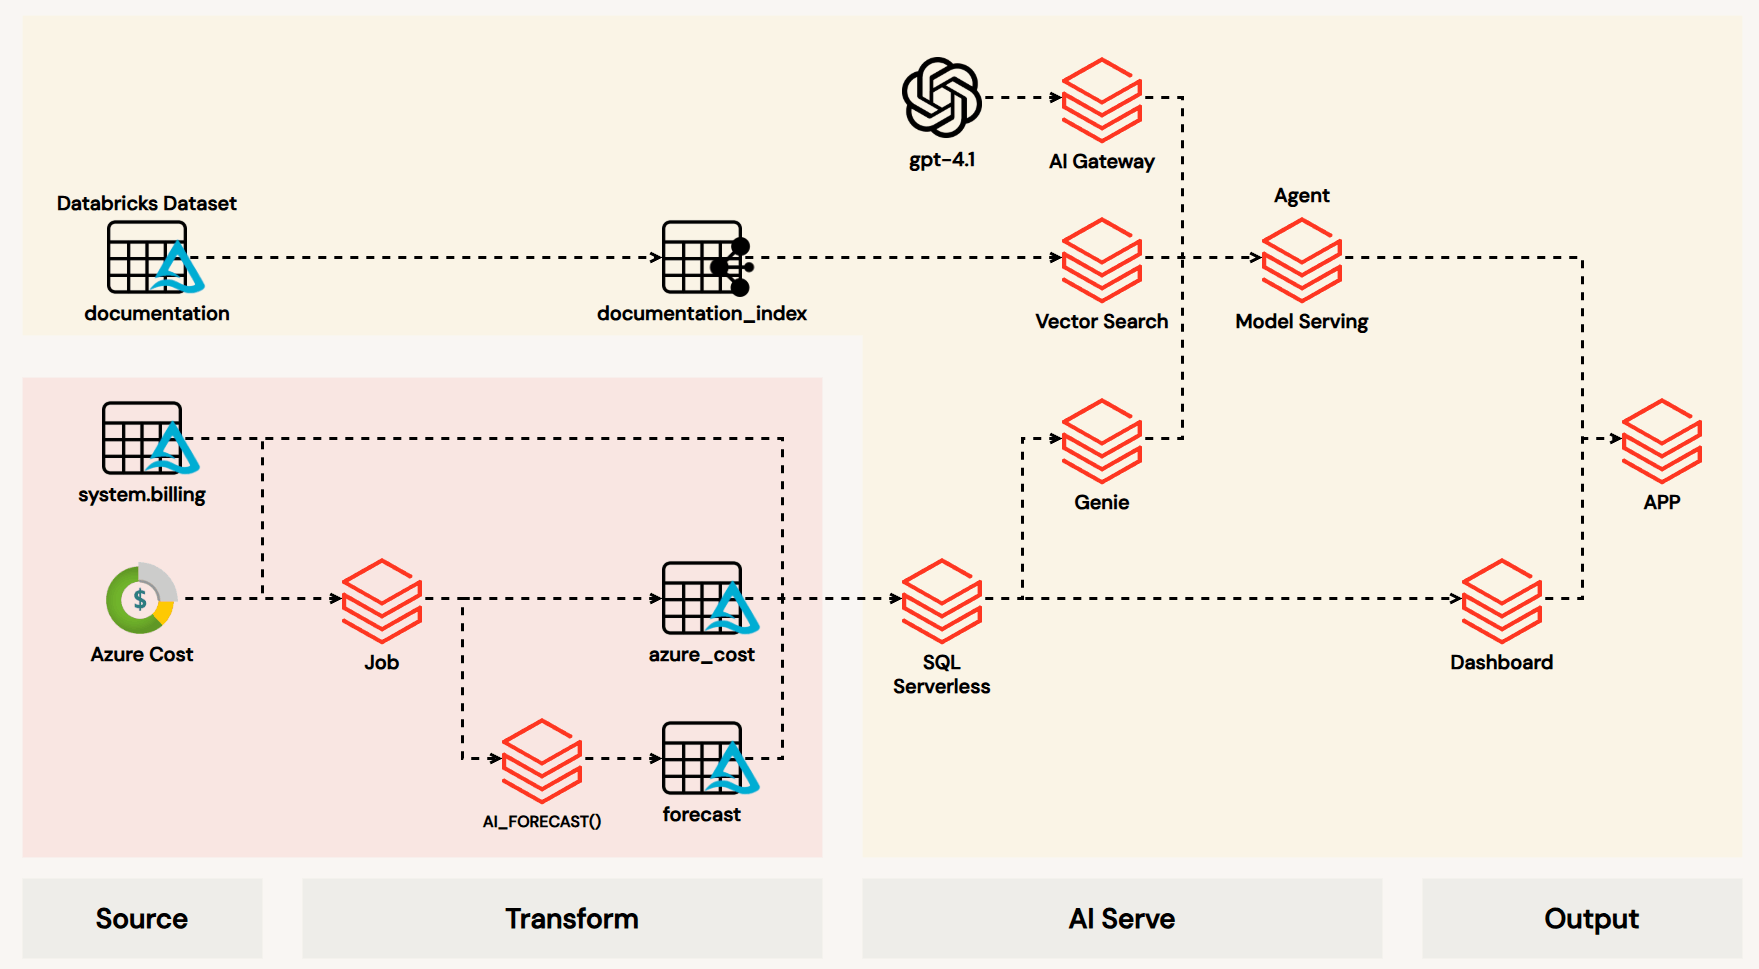 gpt-4.1
AI Gateway
Databricks Dataset
documentation
documentation_index
Vector Search
Agent
Model Serving
system.billing
Genie
APP
$
Azure Cost
Job
azure_cost
SQL
Serverless
Dashboard
AI_FORECAST()
forecast
Source
Transform
AI Serve
Output